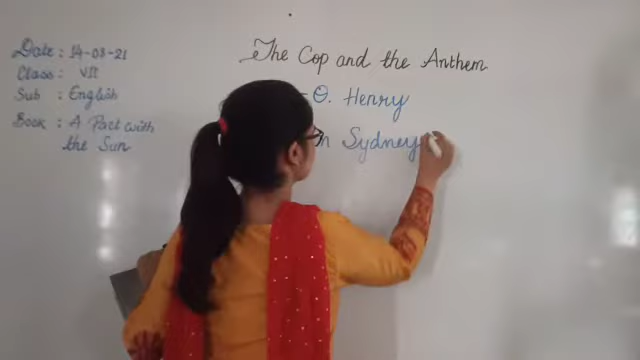 Date : 14-08-21
Class : VII
Sub : English
Book : A Pact with
the Sun
The Cop and the Anthem
- O. Henry
n Sydney